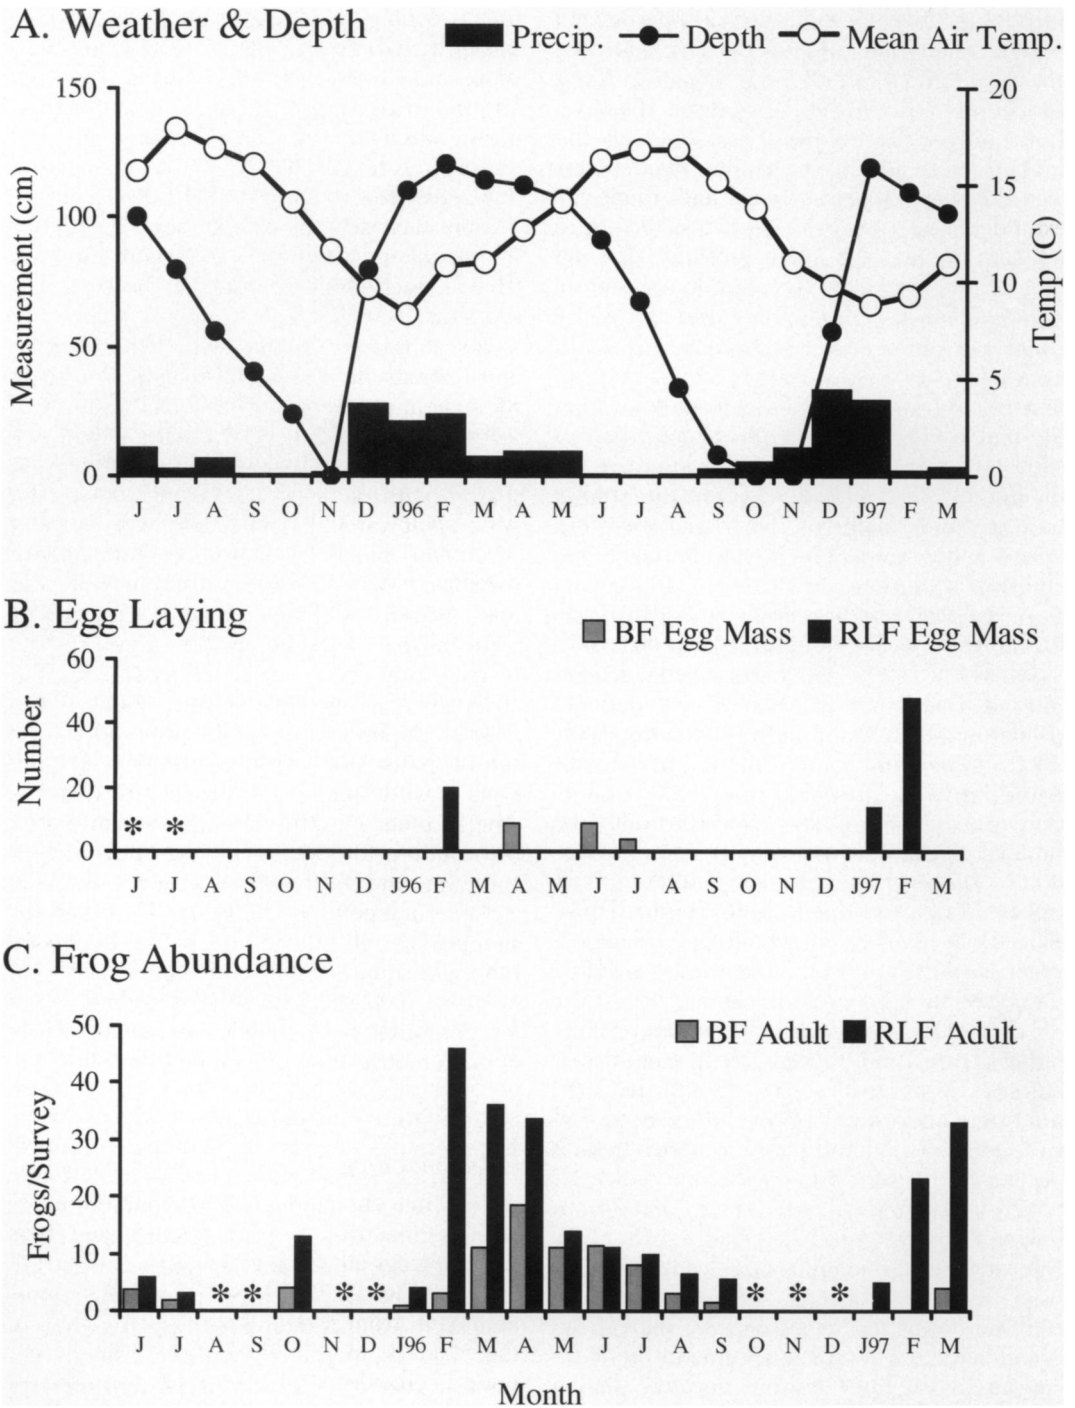 A. Weather & Depth
Precip. Depth Mean Air Temp.
150
100
50
0
Measurement (cm)
20
15
10
5
0
Temp (C)
J J A S O N D J96 F M A M J J A S O N D J97 F M
B. Egg Laying
BF Egg Mass RLF Egg Mass
60
40
20
0
Number
* *
J J A S O N D J96 F M A M J J A S O N D J97 F M
C. Frog Abundance
BF Adult RLF Adult
50
40
30
20
10
0
Frogs/Survey
* * * * * * *
J J A S O N D J96 F M A M J J A S O N D J97 F M
Month